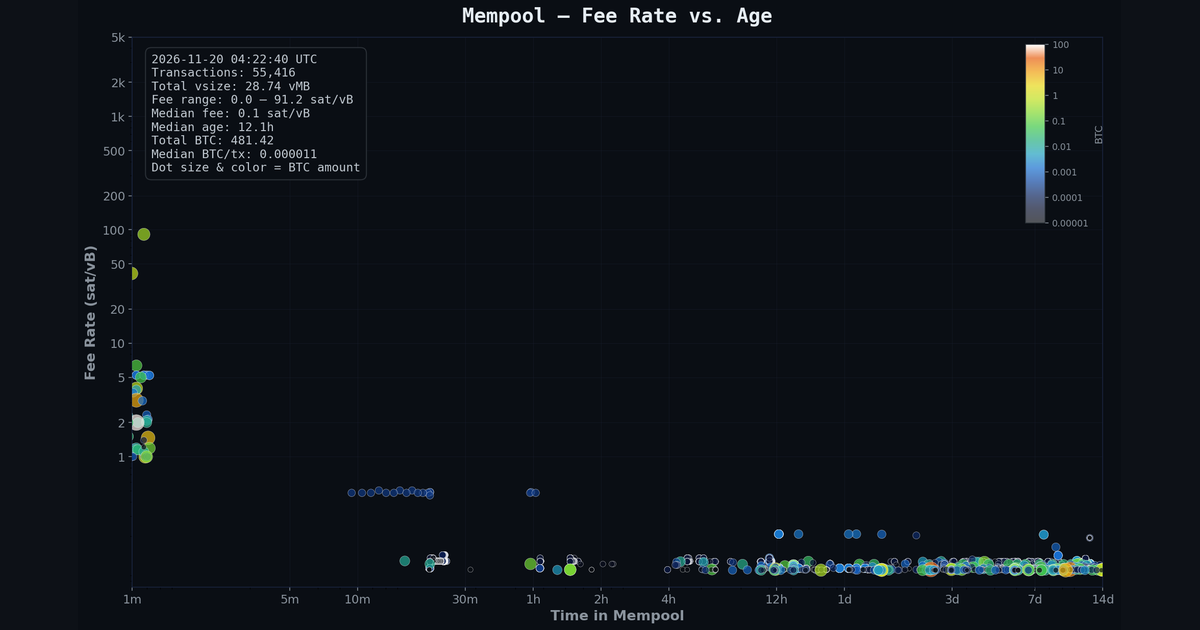 Mempool — Fee Rate vs. Age
2026-11-20 04:22:40 UTC
Transactions: 55,416
Total vsize: 28.74 vMB
Fee range: 0.0 — 91.2 sat/vB
Median fee: 0.1 sat/vB
Median age: 12.1h
Total BTC: 481.42
Median BTC/tx: 0.000011
Dot size & color = BTC amount
100
10
1
0.1
0.01
0.001
0.0001
0.00001
BTC
5k
2k
1k
500
200
100
50
20
10
5
2
1
Fee Rate (sat/vB)
1m 5m 10m 30m 1h 2h 4h 12h 1d 3d 7d 14d
Time in Mempool